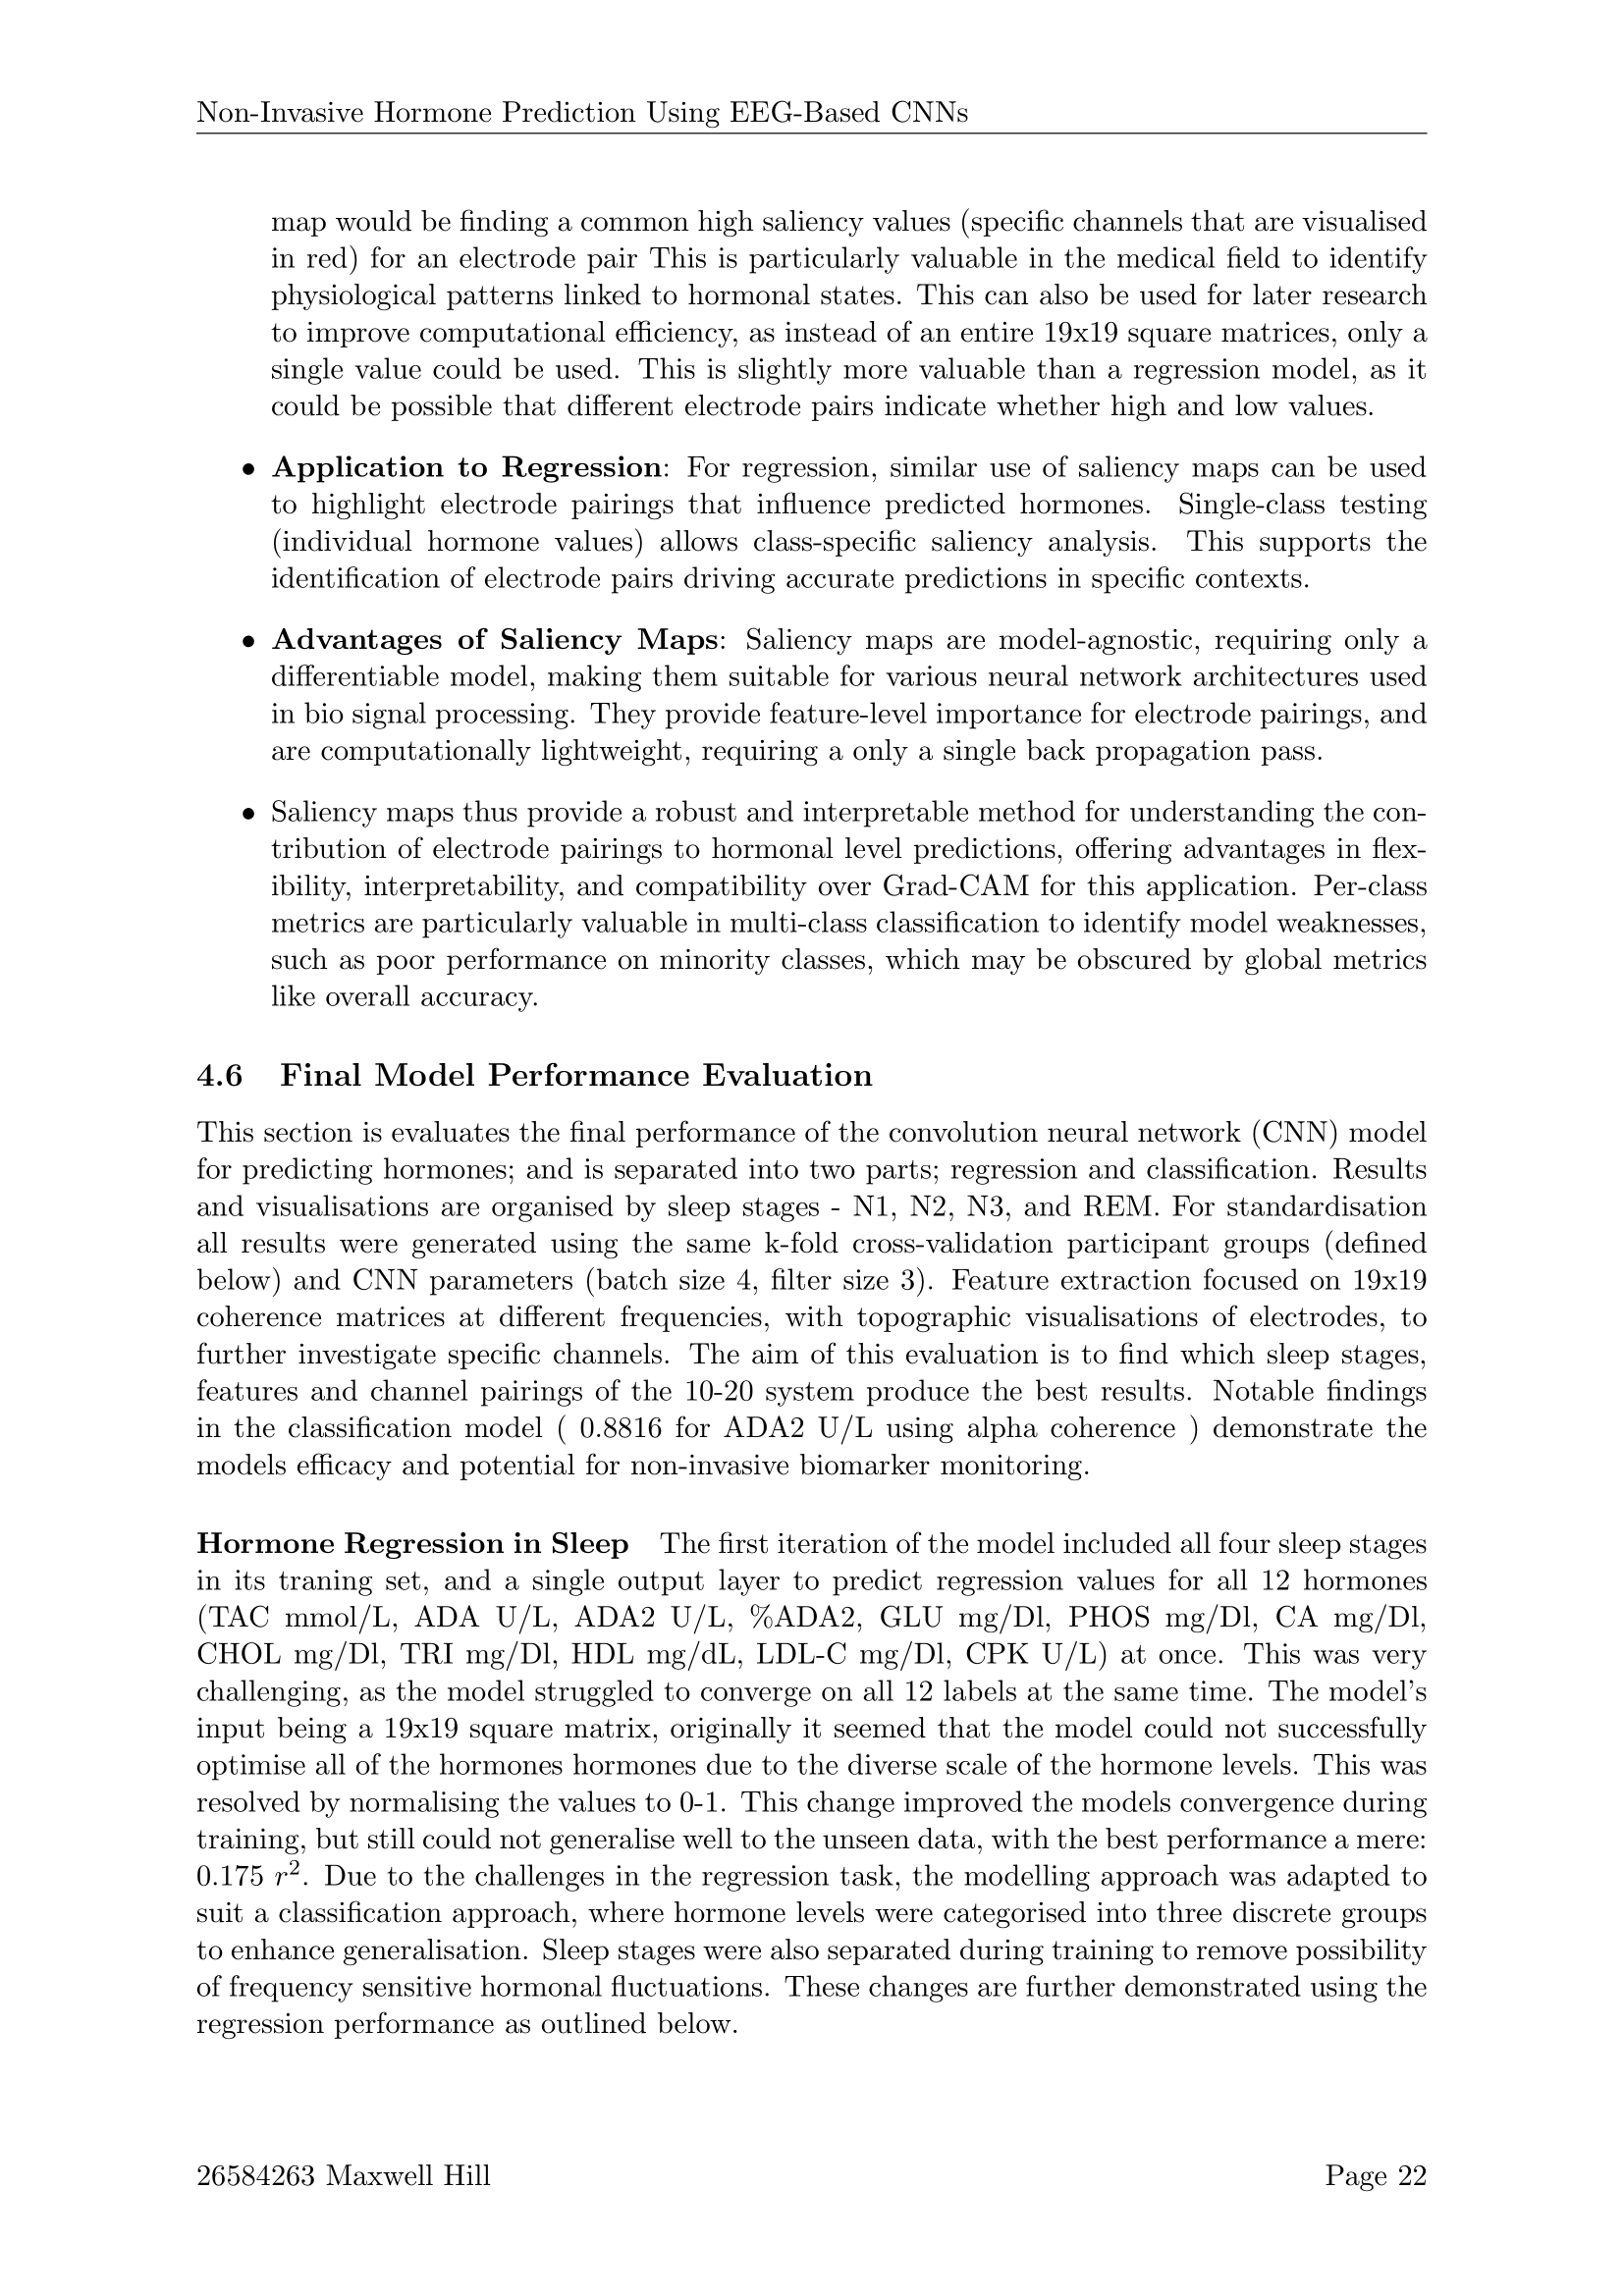 Non-Invasive Hormone Prediction Using EEG-Based CNNs
map would be finding a common high saliency values (specific channels that are visualised
in red) for an electrode pair This is particularly valuable in the medical field to identify
physiological patterns linked to hormonal states. This can also be used for later research
to improve computational efficiency, as instead of an entire 19x19 square matrices, only a
single value could be used. This is slightly more valuable than a regression model, as it
could be possible that different electrode pairs indicate whether high and low values.
• Application to Regression: For regression, similar use of saliency maps can be used
to highlight electrode pairings that influence predicted hormones. Single-class testing
(individual hormone values) allows class-specific saliency analysis. This supports the
identification of electrode pairs driving accurate predictions in specific contexts.
• Advantages of Saliency Maps: Saliency maps are model-agnostic, requiring only a
differentiable model, making them suitable for various neural network architectures used
in bio signal processing. They provide feature-level importance for electrode pairings, and
are computationally lightweight, requiring a only a single back propagation pass.
• Saliency maps thus provide a robust and interpretable method for understanding the con-
tribution of electrode pairings to hormonal level predictions, offering advantages in flex-
ibility, interpretability, and compatibility over Grad-CAM for this application. Per-class
metrics are particularly valuable in multi-class classification to identify model weaknesses,
such as poor performance on minority classes, which may be obscured by global metrics
like overall accuracy.
4.6 Final Model Performance Evaluation
This section is evaluates the final performance of the convolution neural network (CNN) model
for predicting hormones; and is separated into two parts; regression and classification. Results
and visualisations are organised by sleep stages - N1, N2, N3, and REM. For standardisation
all results were generated using the same k-fold cross-validation participant groups (defined
below) and CNN parameters (batch size 4, filter size 3). Feature extraction focused on 19x19
coherence matrices at different frequencies, with topographic visualisations of electrodes, to
further investigate specific channels. The aim of this evaluation is to find which sleep stages,
features and channel pairings of the 10-20 system produce the best results. Notable findings
in the classification model ( 0.8816 for ADA2 U/L using alpha coherence ) demonstrate the
models efficacy and potential for non-invasive biomarker monitoring.
Hormone Regression in Sleep The first iteration of the model included all four sleep stages
in its traning set, and a single output layer to predict regression values for all 12 hormones
(TAC mmol/L, ADA U/L, ADA2 U/L, %ADA2, GLU mg/Dl, PHOS mg/Dl, CA mg/Dl,
CHOL mg/Dl, TRI mg/Dl, HDL mg/dL, LDL-C mg/Dl, CPK U/L) at once. This was very
challenging, as the model struggled to converge on all 12 labels at the same time. The model's
input being a 19x19 square matrix, originally it seemed that the model could not successfully
optimise all of the hormones hormones due to the diverse scale of the hormone levels. This was
resolved by normalising the values to 0-1. This change improved the models convergence during
training, but still could not generalise well to the unseen data, with the best performance a mere:
0.175 r². Due to the challenges in the regression task, the modelling approach was adapted to
suit a classification approach, where hormone levels were categorised into three discrete groups
to enhance generalisation. Sleep stages were also separated during training to remove possibility
of frequency sensitive hormonal fluctuations. These changes are further demonstrated using the
regression performance as outlined below.
26584263 Maxwell Hill
Page 22